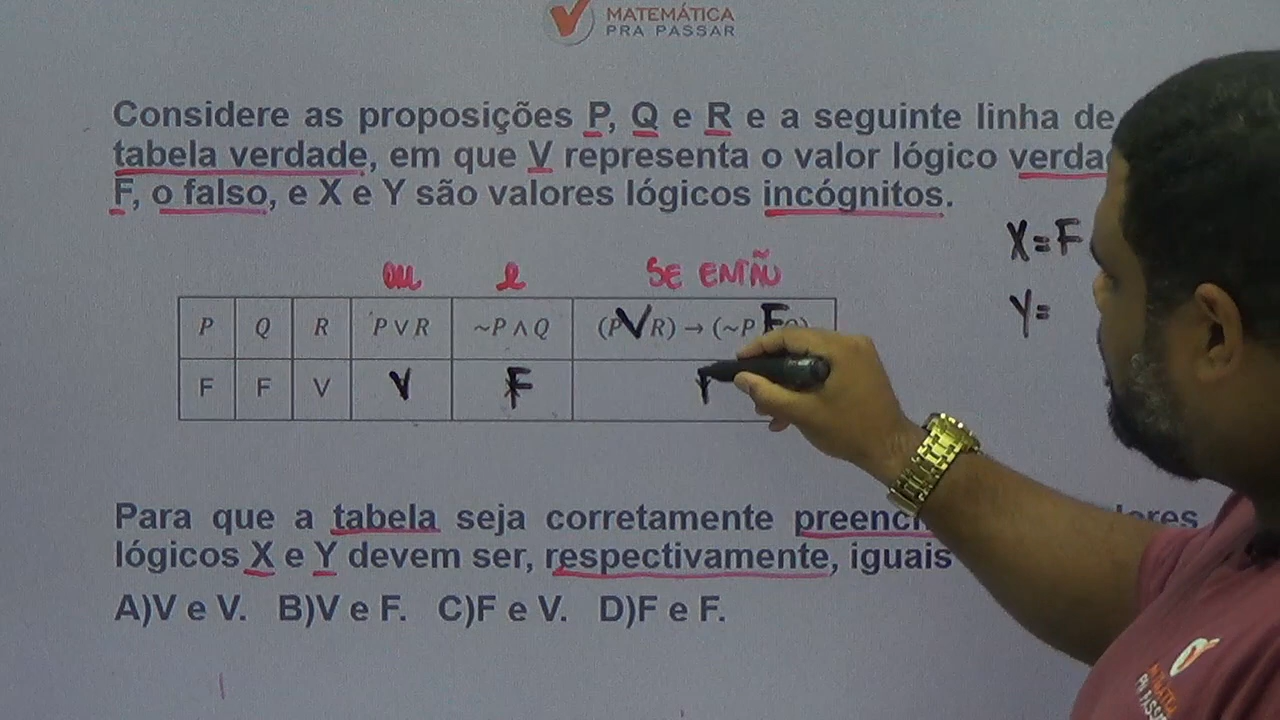 MATEMÁTICA
PRA PASSAR
Considere as proposições P, Q e R e a seguinte linha de
tabela verdade, em que V representa o valor lógico
F, o falso, e X e Y são valores lógicos incógnitos.
X=F
Y=
ou e SE ENTÃO
P Q R P ∨ R ~P ∧ Q (P V R) → (~P F Q)
F F V V F
Para que a tabela seja corretamente
lógicos X e Y devem ser, respectivamente, iguais
A)V e V. B)V e F. C)F e V. D)F e F.